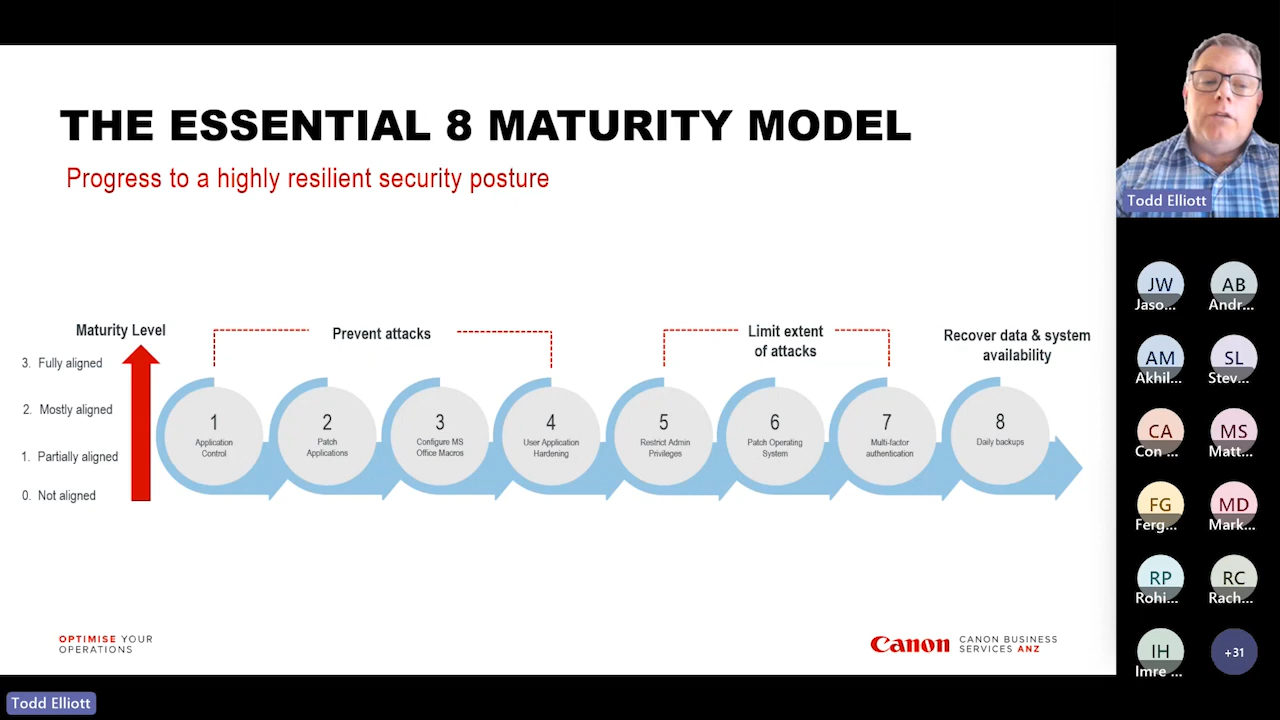 THE ESSENTIAL 8 MATURITY MODEL
Progress to a highly resilient security posture
Maturity Level
3. Fully aligned
2. Mostly aligned
1. Partially aligned
0. Not aligned
Prevent attacks
Limit extent
of attacks
Recover data & system
availability
1
Application
Control
2
Patch
Applications
3
Configure MS
Office Macros
4
User Application
Hardening
5
Restrict Admin
Privileges
6
Patch Operating
System
7
Multi-factor
authentication
8
Daily backups
OPTIMISE YOUR
OPERATIONS
Canon
CANON BUSINESS
SERVICES ANZ
Todd Elliott
JW
Jaso...
AB
Andr...
AM
Akhil...
SL
Stev...
CA
Con ...
MS
Matt...
FG
Ferg...
MD
Mark...
RP
Rohi...
RC
Rach...
IH
Imre ...
+31
Todd Elliott